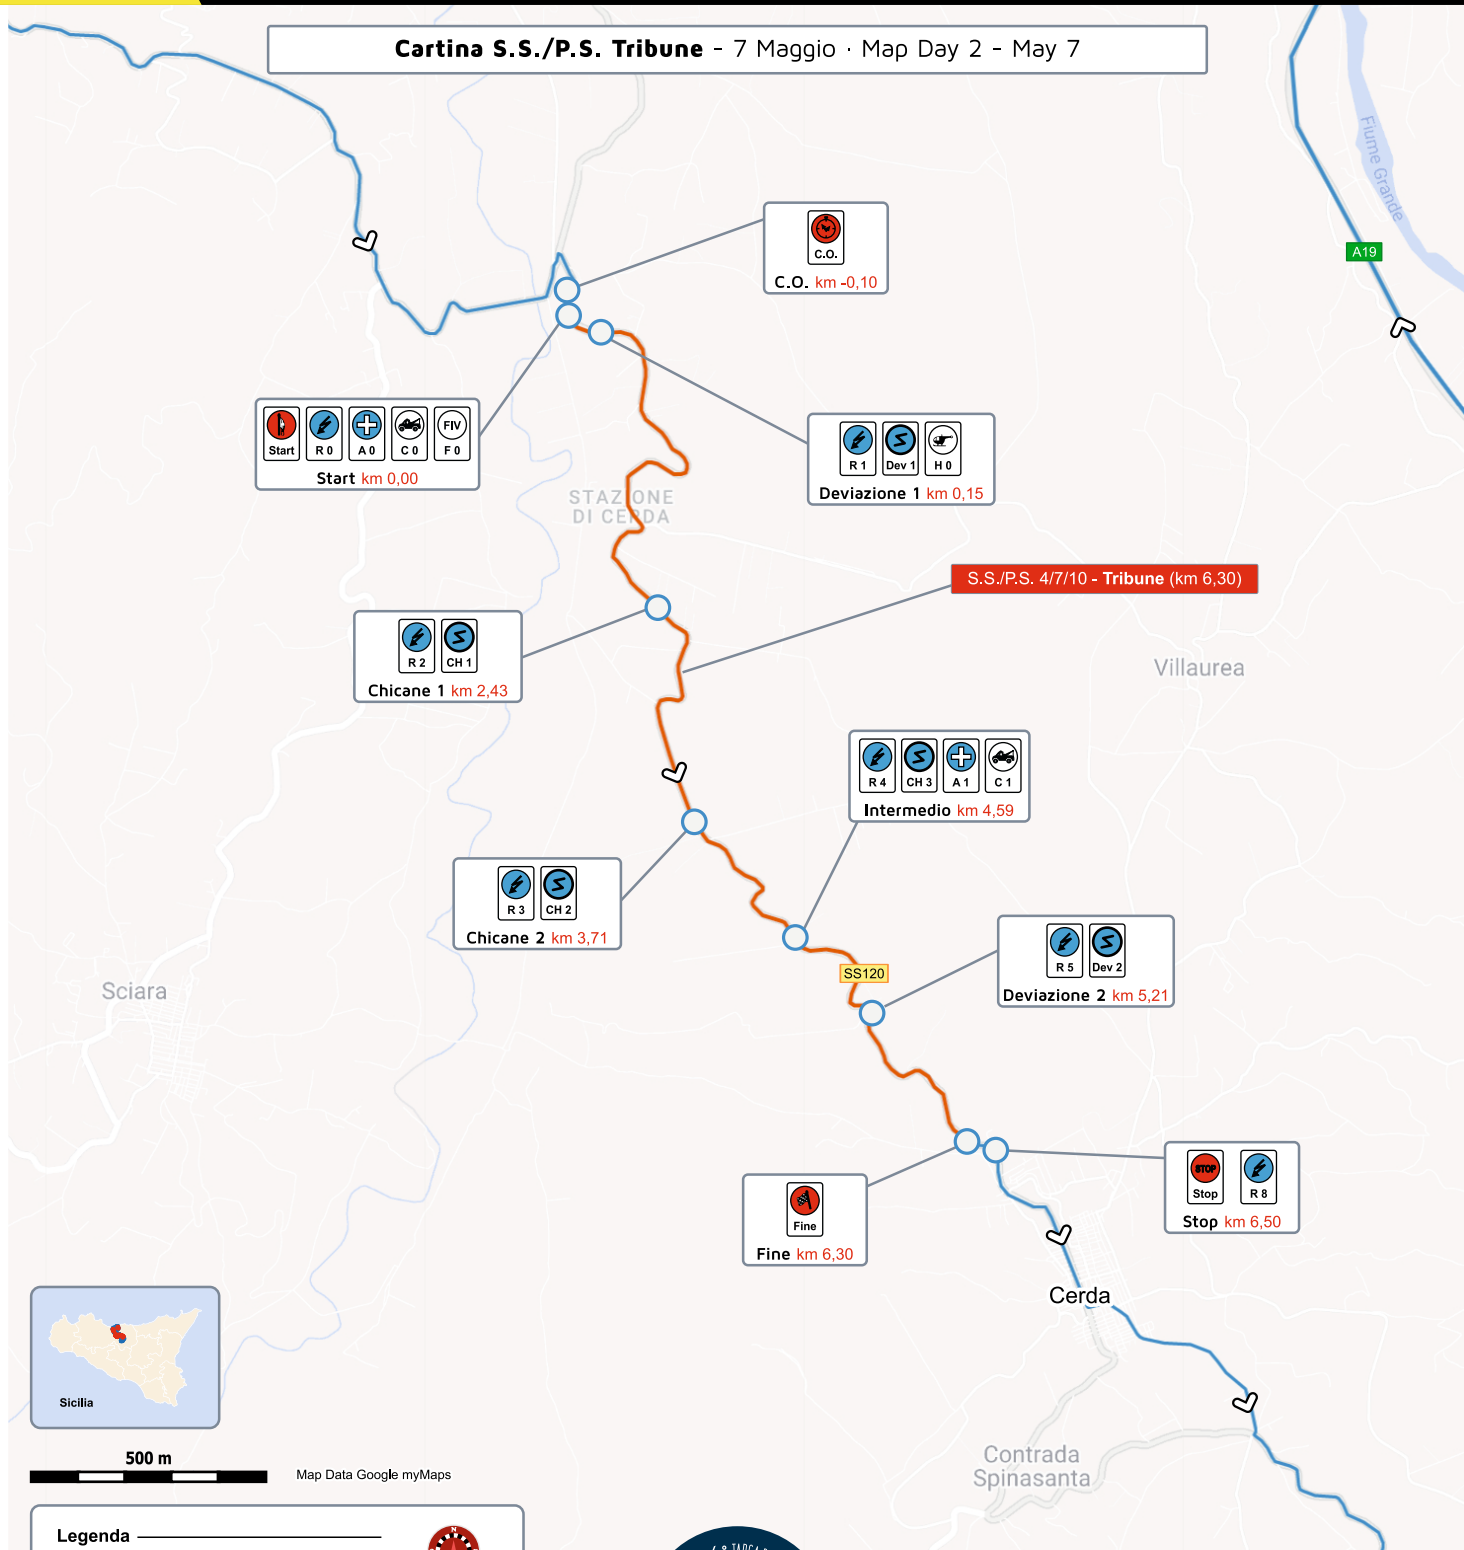 Cartina S.S./P.S. Tribune - 7 Maggio · Map Day 2 - May 7
Fiume Grande
A19
C.O.
C.O. km -0,10
Start R 0 A 0 C 0 FIV F 0
Start km 0,00
R 1 Dev 1 H 0
Deviazione 1 km 0,15
STAZIONE
DI CERDA
S.S./P.S. 4/7/10 - Tribune (km 6,30)
R 2 CH 1
Chicane 1 km 2,43
Villaurea
R 4 CH 3 A 1 C 1
Intermedio km 4,59
R 3 CH 2
Chicane 2 km 3,71
SS120
R 5 Dev 2
Deviazione 2 km 5,21
Sciara
STOP
Stop R 8
Stop km 6,50
Fine
Fine km 6,30
Cerda
Sicilia
Contrada
Spinasanta
500 m
Map Data Google myMaps
Legenda
N